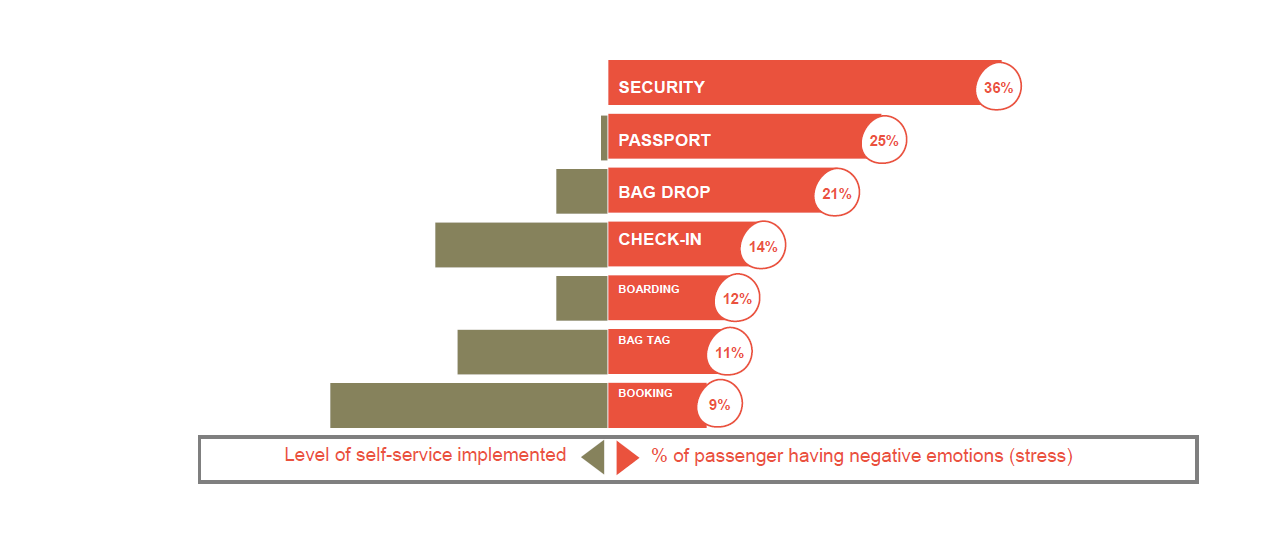 SECURITY
36%
PASSPORT
25%
BAG DROP
21%
CHECK-IN
14%
BOARDING
12%
BAG TAG
11%
BOOKING
9%
Level of self-service implemented
% of passenger having negative emotions (stress)